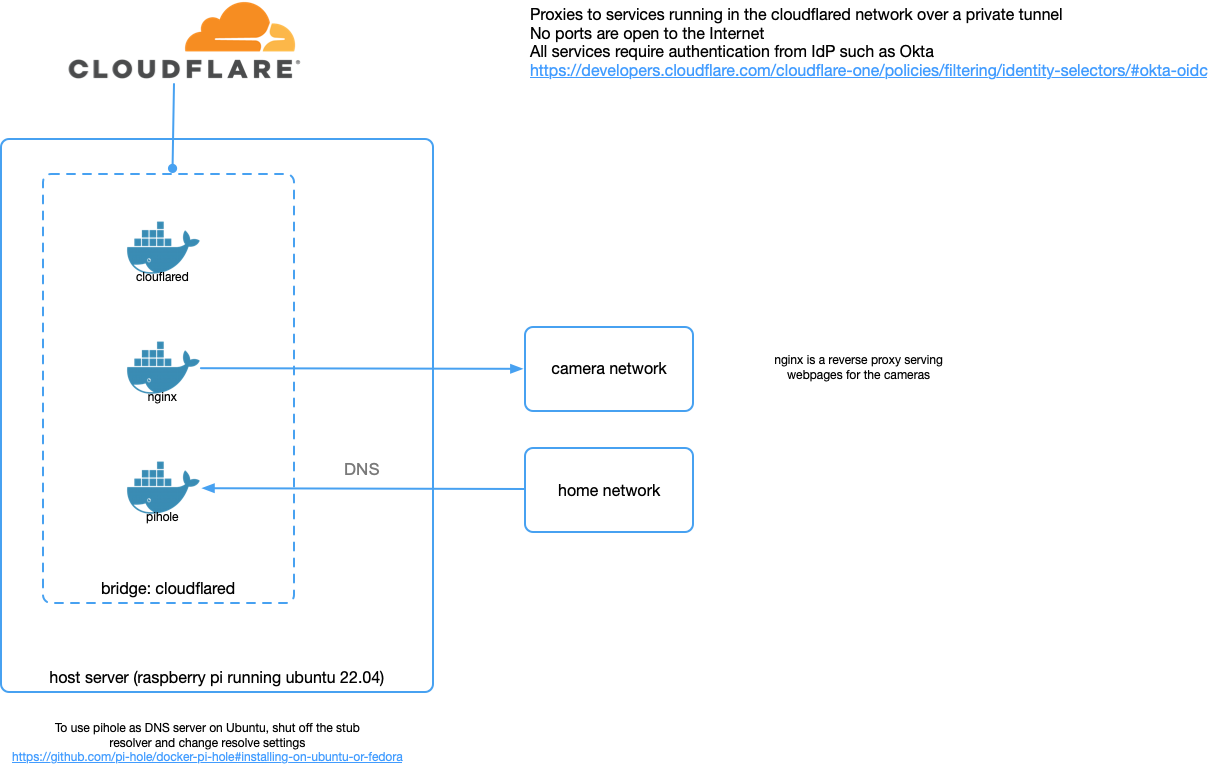 CLOUDFLARE
Proxies to services running in the cloudflared network over a private tunnel
No ports are open to the Internet
All services require authentication from IdP such as Okta
https://developers.cloudflare.com/cloudflare-one/policies/filtering/identity-selectors/#okta-oidc
clouflared
nginx
camera network
nginx is a reverse proxy serving
webpages for the cameras
DNS
home network
pihole
bridge: cloudflared
host server (raspberry pi running ubuntu 22.04)
To use pihole as DNS server on Ubuntu, shut off the stub
resolver and change resolve settings
https://github.com/pi-hole/docker-pi-hole#installing-on-ubuntu-or-fedora